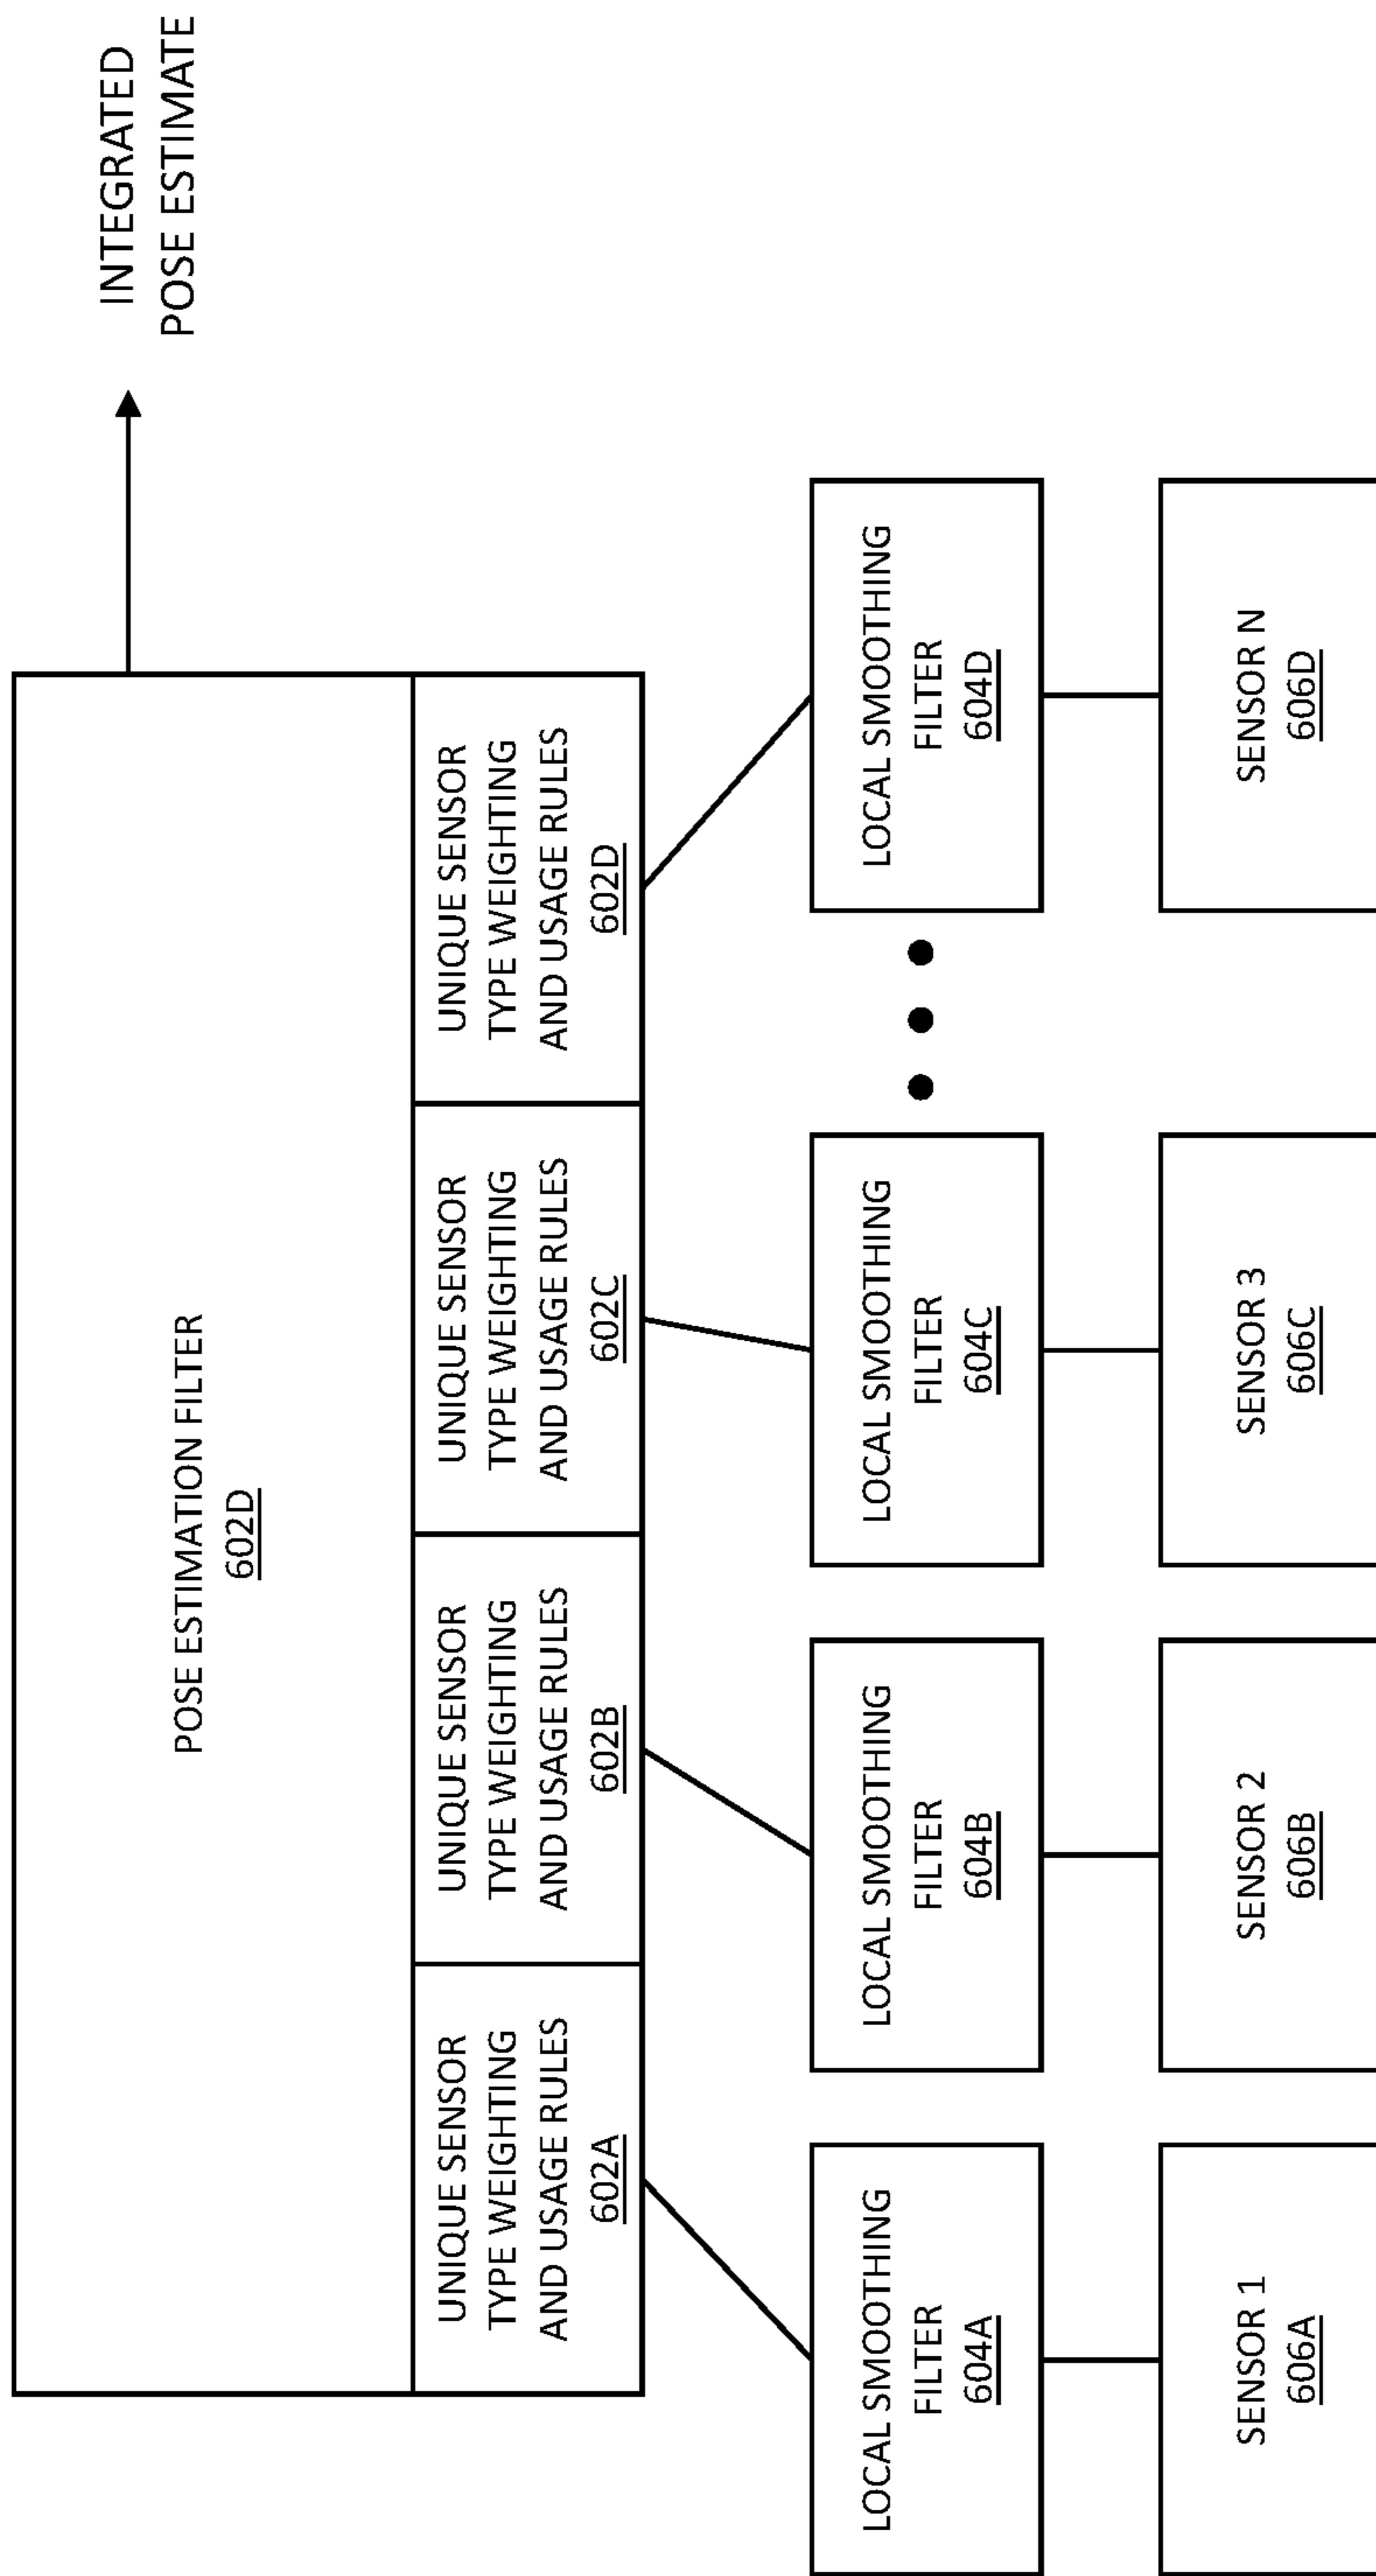 INTEGRATED
POSE ESTIMATE
POSE ESTIMATION FILTER
602D
UNIQUE SENSOR
TYPE WEIGHTING
AND USAGE RULES
602A
UNIQUE SENSOR
TYPE WEIGHTING
AND USAGE RULES
602B
UNIQUE SENSOR
TYPE WEIGHTING
AND USAGE RULES
602C
UNIQUE SENSOR
TYPE WEIGHTING
AND USAGE RULES
602D
LOCAL SMOOTHING
FILTER
604A
LOCAL SMOOTHING
FILTER
604B
LOCAL SMOOTHING
FILTER
604C
LOCAL SMOOTHING
FILTER
604D
SENSOR 1
606A
SENSOR 2
606B
SENSOR 3
606C
SENSOR N
606D